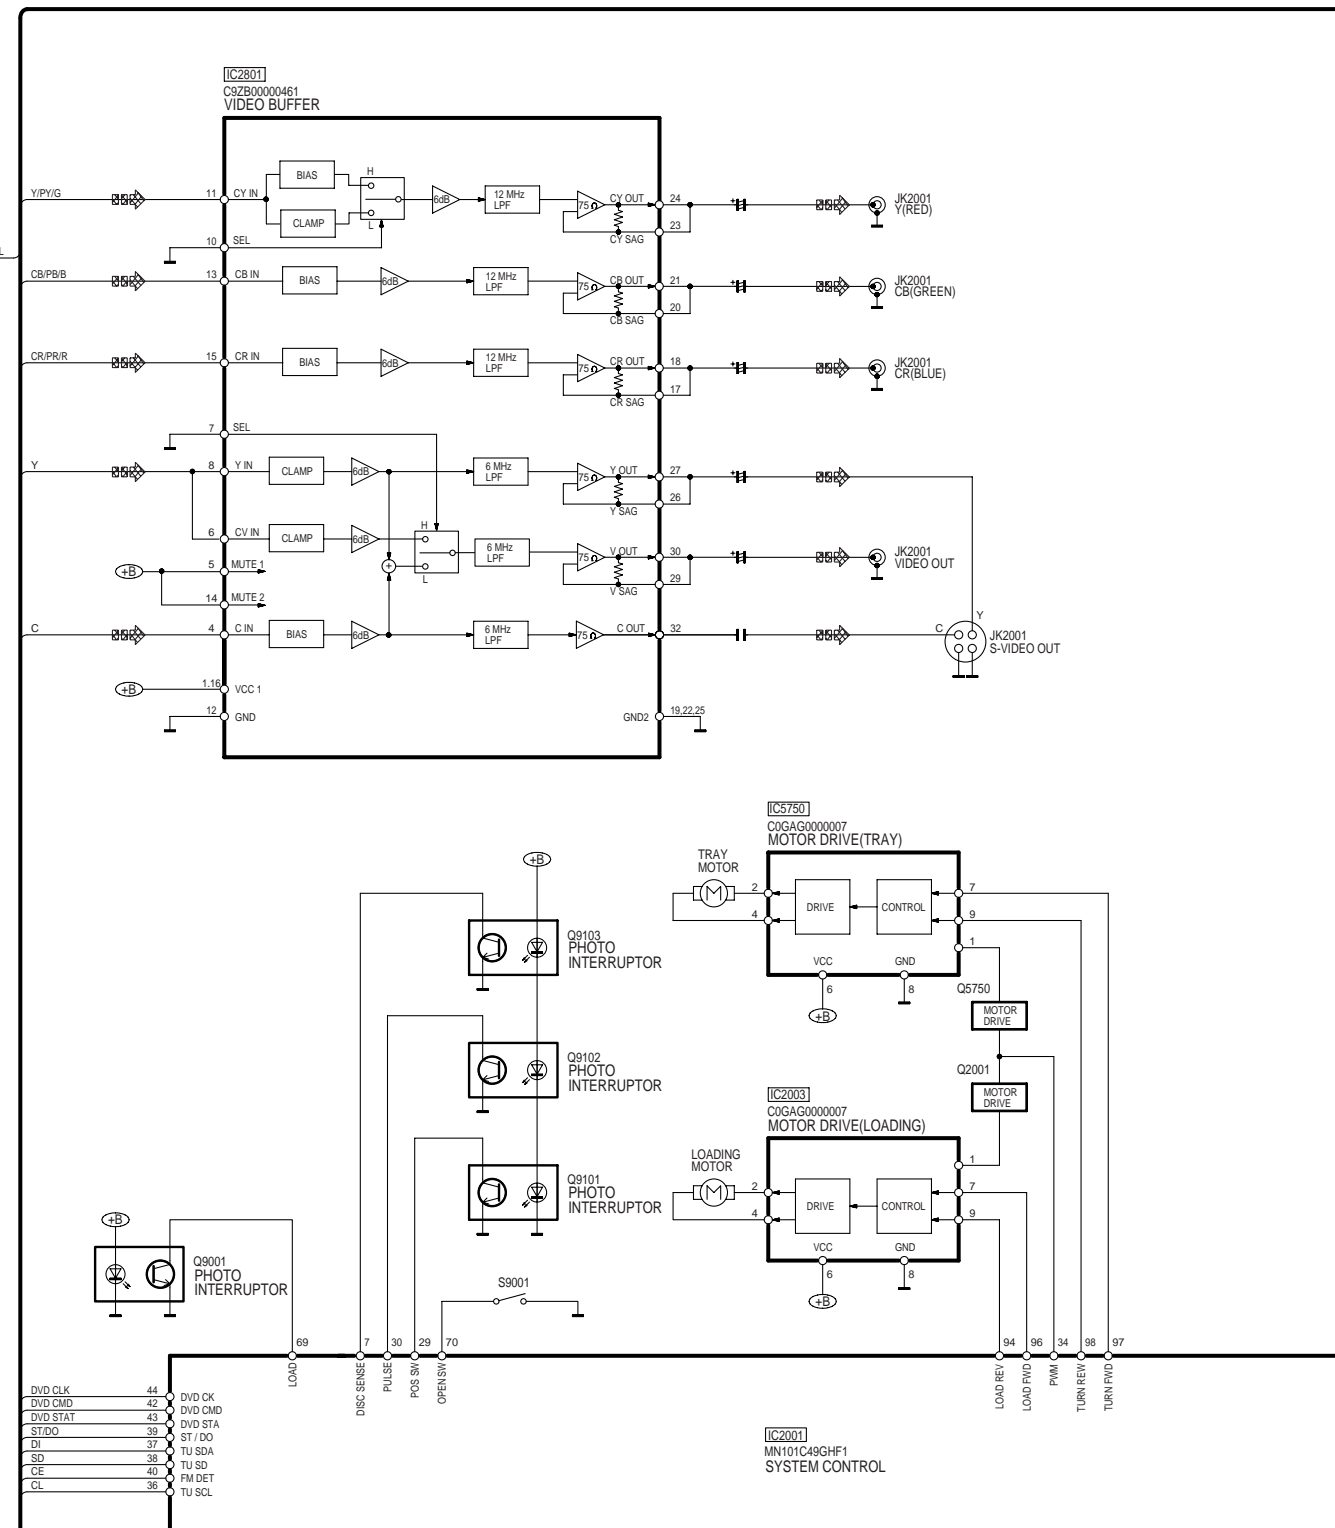 IC2801
C9ZB00000461
VIDEO BUFFER
Y/PY/G
11
CY IN
BIAS
CLAMP
H
L
6dB
12 MHz
LPF
75Ω
CY OUT
24
23
CY SAG
+
JK2001
Y(RED)
10
SEL
L
CB/PB/B
13
CB IN
BIAS
6dB
12 MHz
LPF
75Ω
CB OUT
21
20
CB SAG
+
JK2001
CB(GREEN)
CR/PR/R
15
CR IN
BIAS
6dB
12 MHz
LPF
75Ω
CR OUT
18
17
CR SAG
+
JK2001
CR(BLUE)
7
SEL
Y
8
Y IN
CLAMP
6dB
6 MHz
LPF
75Ω
Y OUT
27
26
Y SAG
+
6
CV IN
CLAMP
6dB
H
L
+
6 MHz
LPF
75Ω
V OUT
30
29
V SAG
+
JK2001
VIDEO OUT
+B
5
MUTE 1
14
MUTE 2
C
4
C IN
BIAS
6dB
6 MHz
LPF
75Ω
C OUT
32
C
Y
JK2001
S-VIDEO OUT
+B
1.16
VCC 1
12
GND
GND2
19,22,25
IC5750
C0GAG0000007
MOTOR DRIVE(TRAY)
TRAY
MOTOR
M
2
4
DRIVE
CONTROL
7
9
1
VCC
GND
6
8
+B
Q5750
MOTOR
DRIVE
Q2001
MOTOR
DRIVE
IC2003
C0GAG0000007
MOTOR DRIVE(LOADING)
LOADING
MOTOR
M
2
4
DRIVE
CONTROL
1
7
9
VCC
GND
6
8
+B
+B
Q9103
PHOTO
INTERRUPTOR
Q9102
PHOTO
INTERRUPTOR
Q9101
PHOTO
INTERRUPTOR
+B
Q9001
PHOTO
INTERRUPTOR
S9001
69
7
30
29
70
94
96
34
98
97
LOAD
DISC SENSE
PULSE
POS SW
OPEN SW
LOAD REV
LOAD FWD
PWM
TURN REW
TURN FWD
DVD CLK 44 DVD CK
DVD CMD 42 DVD CMD
DVD STAT 43 DVD STA
ST/DO 39 ST / DO
DI 37 TU SDA
SD 38 TU SD
CE 40 FM DET
CL 36 TU SCL
IC2001
MN101C49GHF1
SYSTEM CONTROL